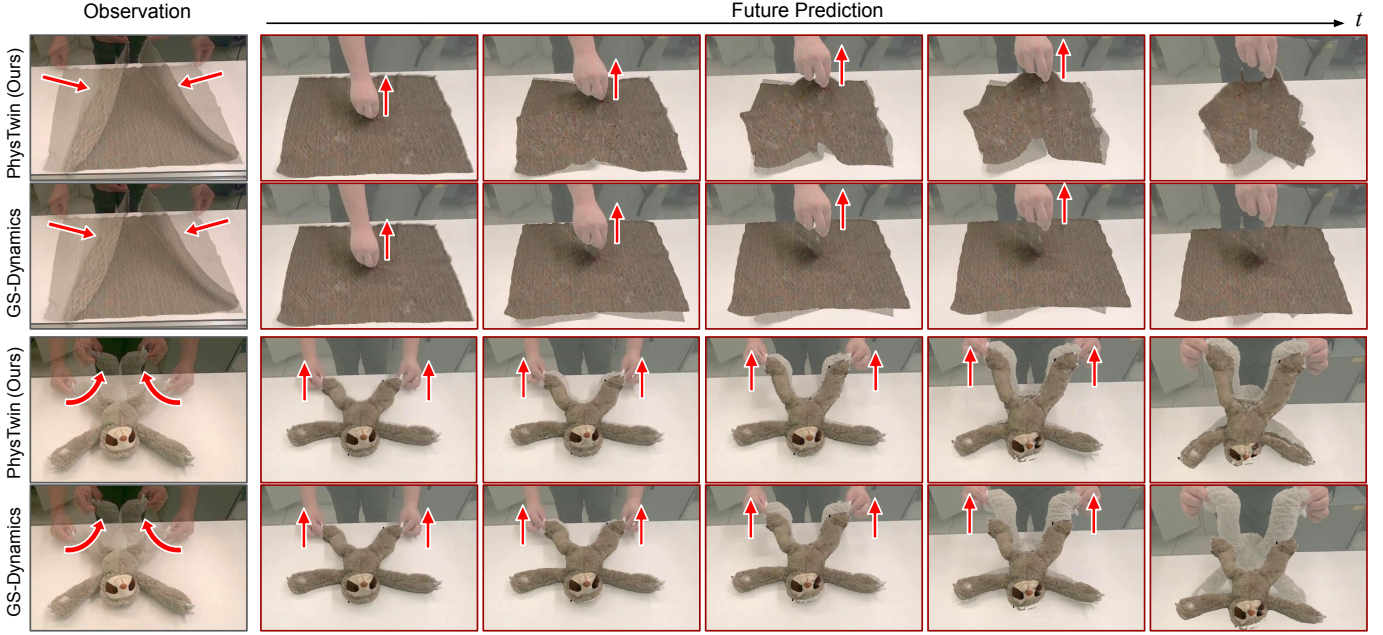 Observation
Future Prediction
t
PhysTwin (Ours)
GS-Dynamics
PhysTwin (Ours)
GS-Dynamics